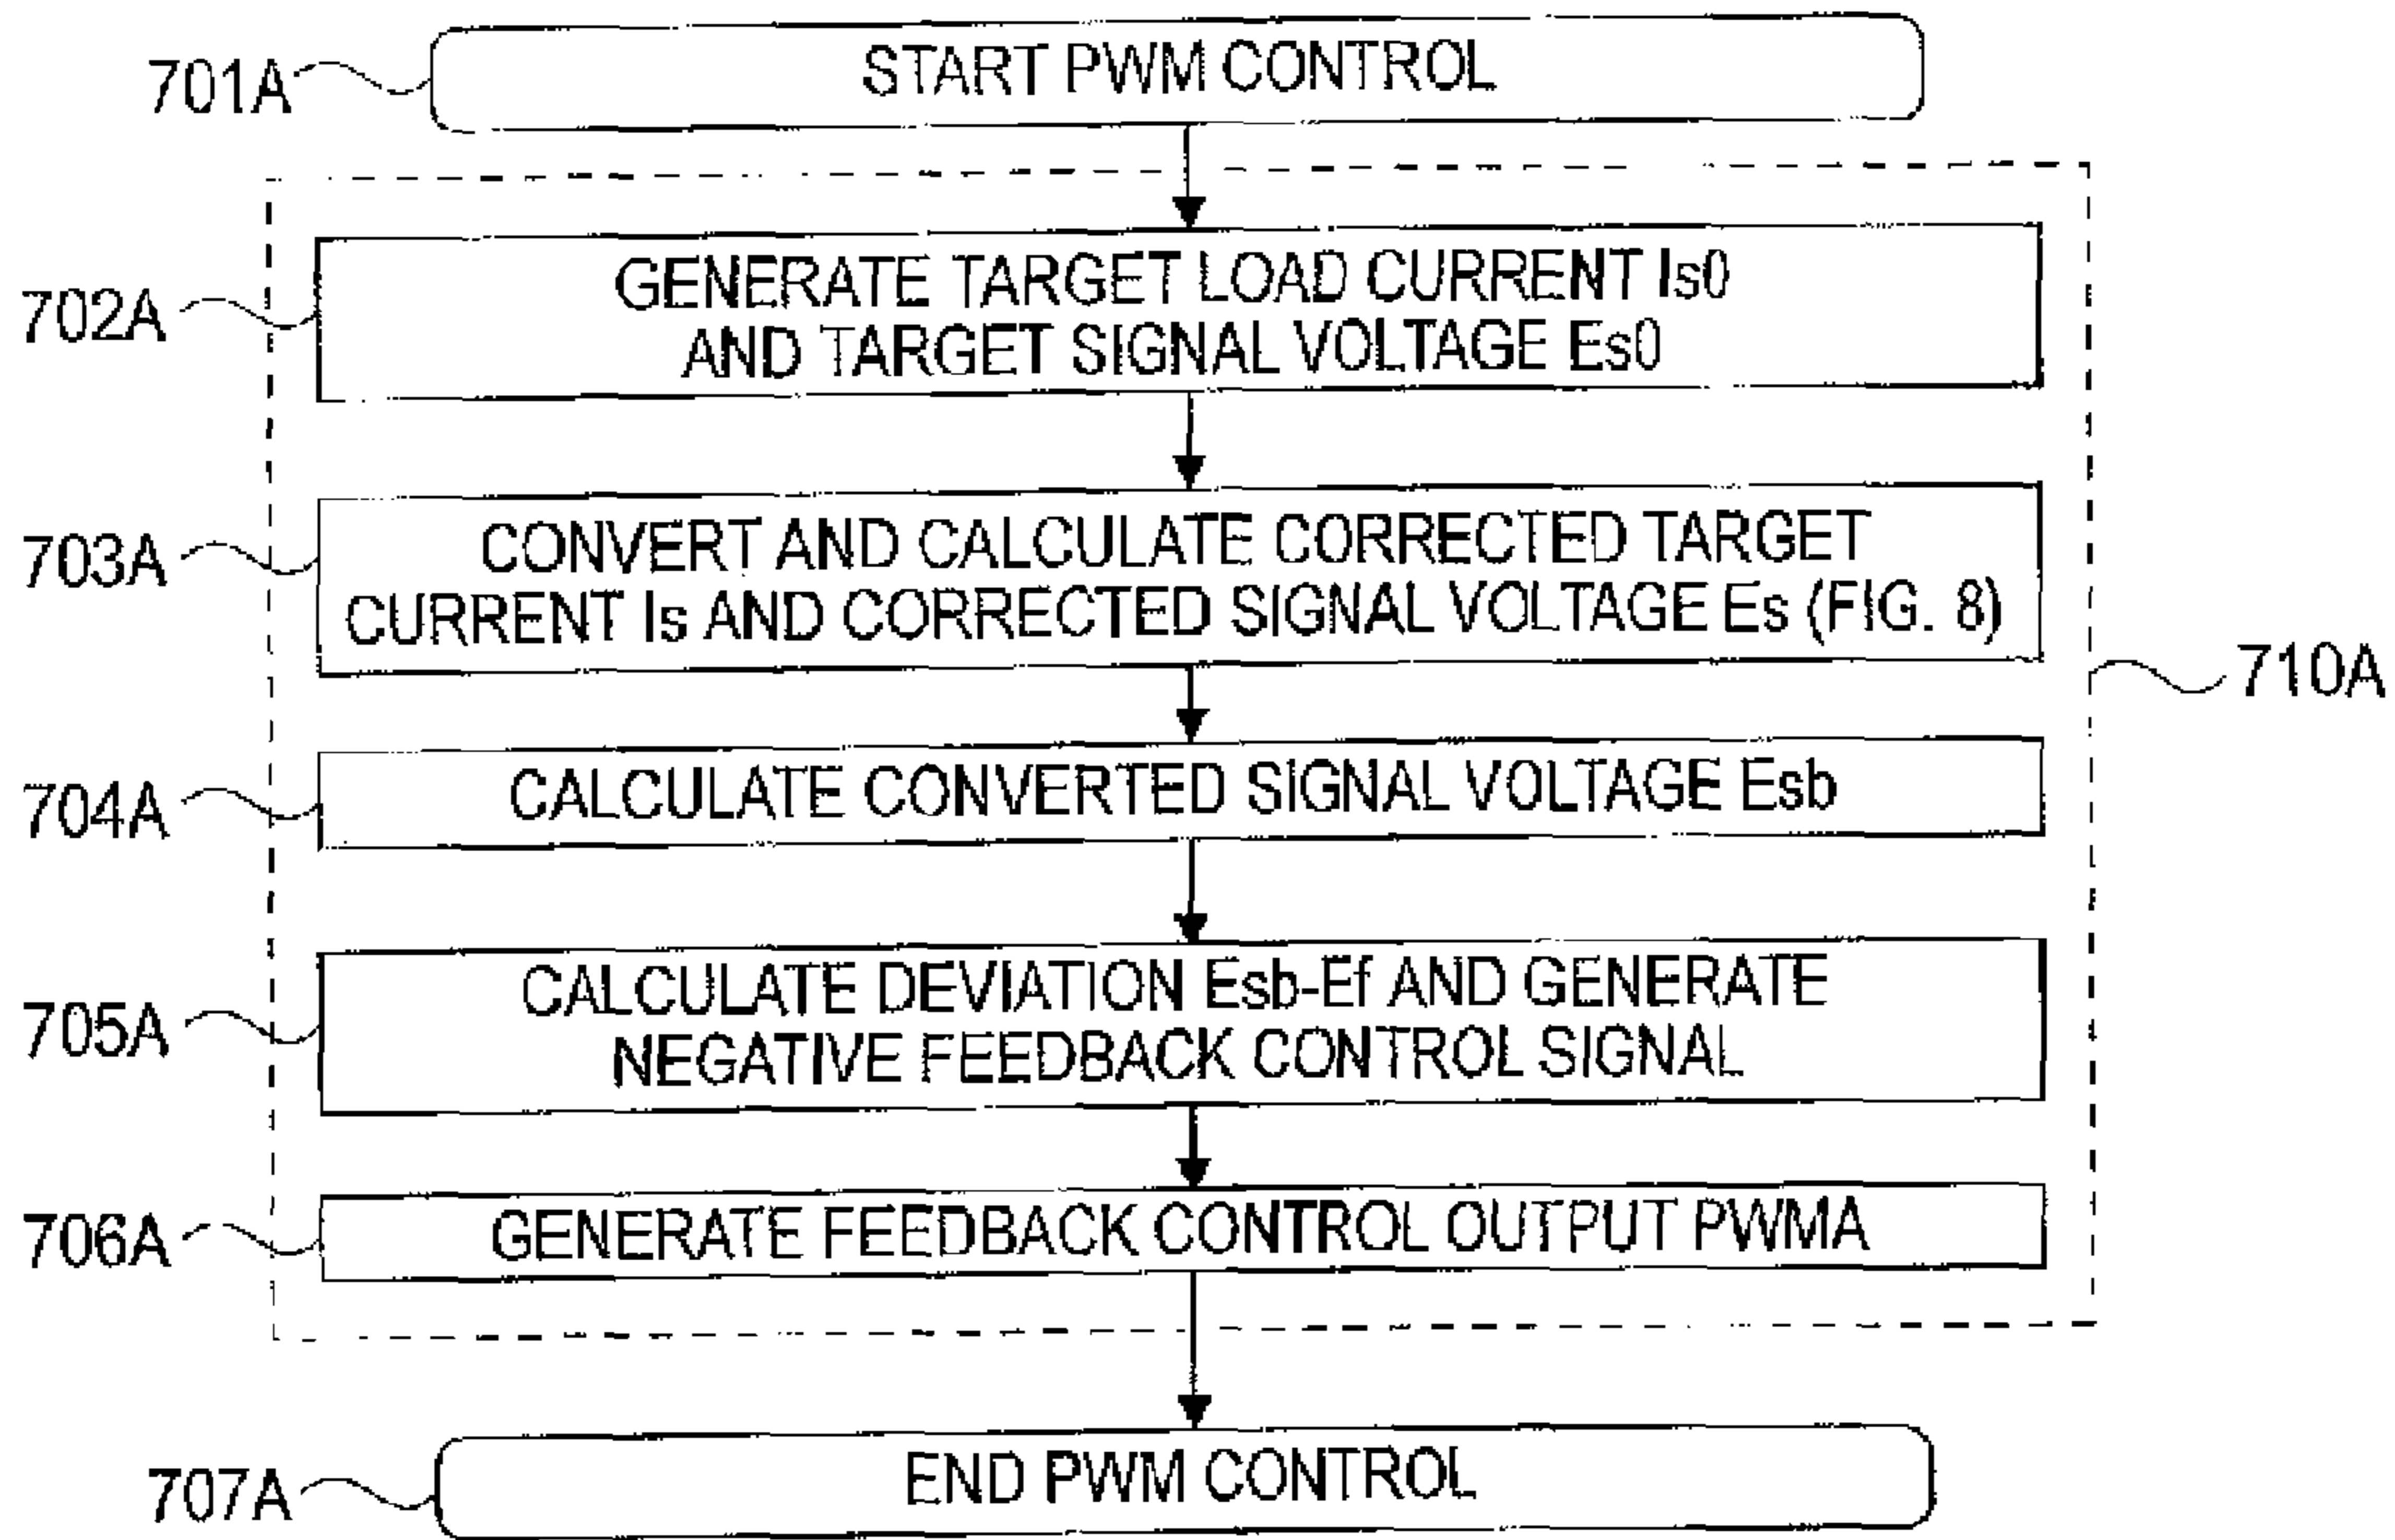 701A
START PWM CONTROL
702A
GENERATE TARGET LOAD CURRENT Is0
AND TARGET SIGNAL VOLTAGE Es0
703A
CONVERT AND CALCULATE CORRECTED TARGET
CURRENT Is AND CORRECTED SIGNAL VOLTAGE Es (FIG. 8)
710A
704A
CALCULATE CONVERTED SIGNAL VOLTAGE Esb
705A
CALCULATE DEVIATION Esb-Ef AND GENERATE
NEGATIVE FEEDBACK CONTROL SIGNAL
706A
GENERATE FEEDBACK CONTROL OUTPUT PWMA
707A
END PWM CONTROL